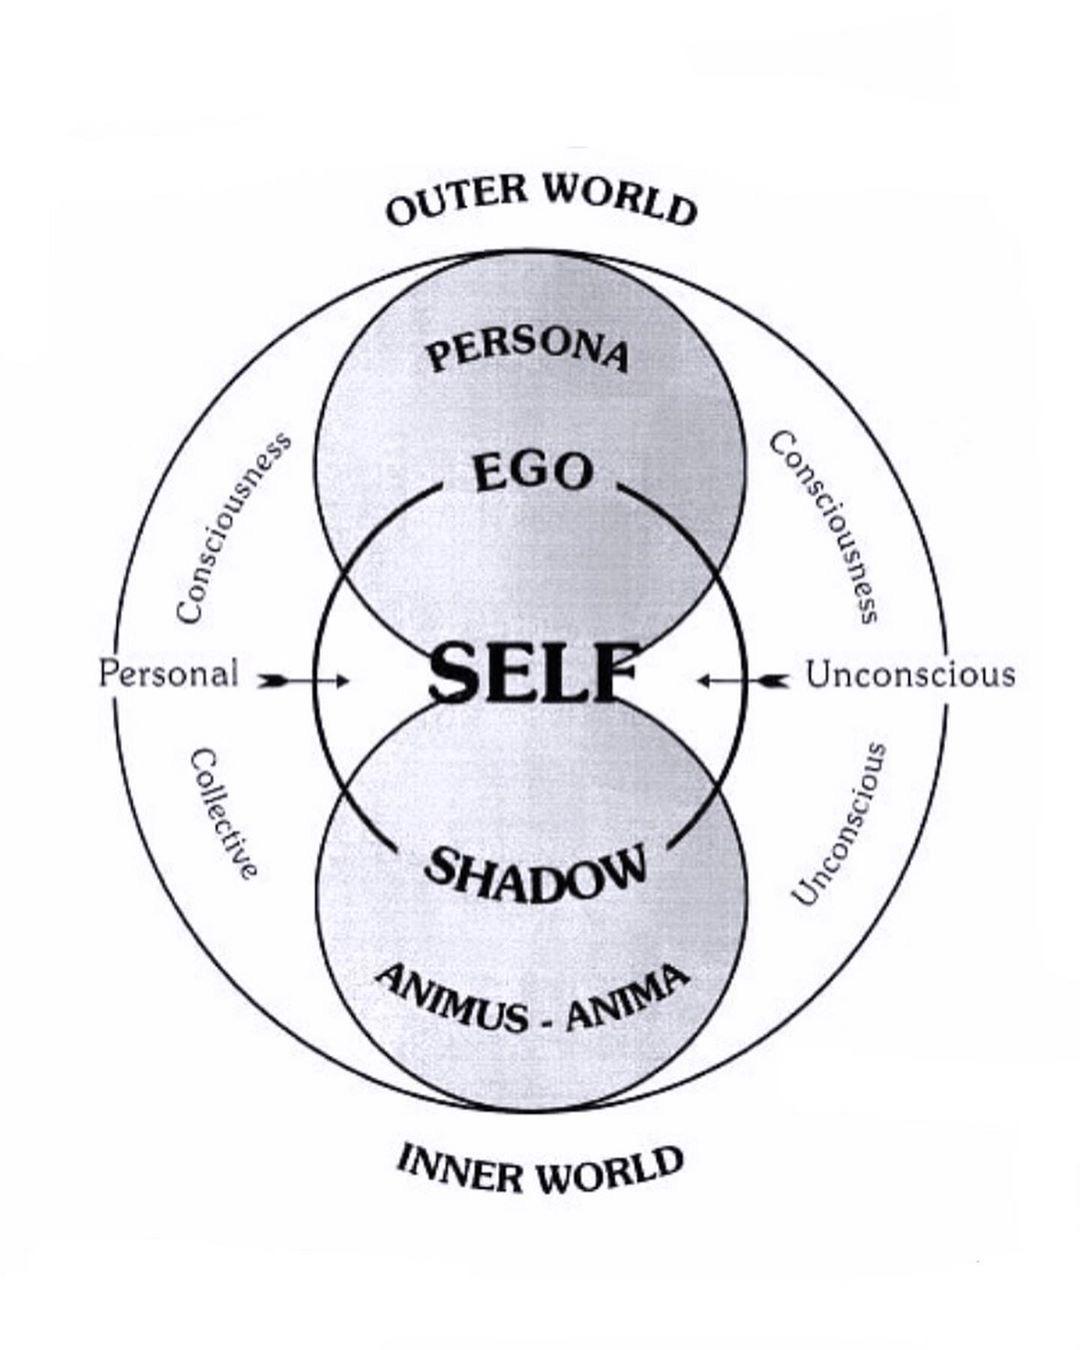 OUTER WORLD
PERSONA
EGO
Consciousness
Consciousness
SELF
Personal
Unconscious
Collective
Unconscious
SHADOW
ANIMUS - ANIMA
INNER WORLD